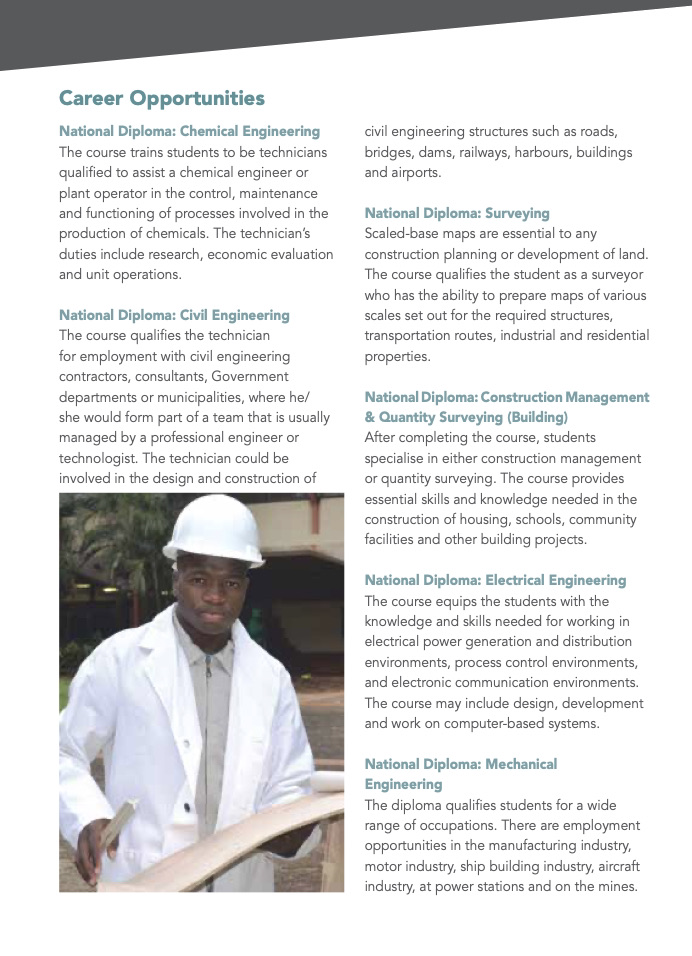 Career Opportunities
National Diploma: Chemical Engineering
The course trains students to be technicians
qualified to assist a chemical engineer or
plant operator in the control, maintenance
and functioning of processes involved in the
production of chemicals. The technician's
duties include research, economic evaluation
and unit operations.
National Diploma: Civil Engineering
The course qualifies the technician
for employment with civil engineering
contractors, consultants, Government
departments or municipalities, where he/
she would form part of a team that is usually
managed by a professional engineer or
technologist. The technician could be
involved in the design and construction of
civil engineering structures such as roads,
bridges, dams, railways, harbours, buildings
and airports.
National Diploma: Surveying
Scaled-base maps are essential to any
construction planning or development of land.
The course qualifies the student as a surveyor
who has the ability to prepare maps of various
scales set out for the required structures,
transportation routes, industrial and residential
properties.
National Diploma: Construction Management
& Quantity Surveying (Building)
After completing the course, students
specialise in either construction management
or quantity surveying. The course provides
essential skills and knowledge needed in the
construction of housing, schools, community
facilities and other building projects.
National Diploma: Electrical Engineering
The course equips the students with the
knowledge and skills needed for working in
electrical power generation and distribution
environments, process control environments,
and electronic communication environments.
The course may include design, development
and work on computer-based systems.
National Diploma: Mechanical
Engineering
The diploma qualifies students for a wide
range of occupations. There are employment
opportunities in the manufacturing industry,
motor industry, ship building industry, aircraft
industry, at power stations and on the mines.